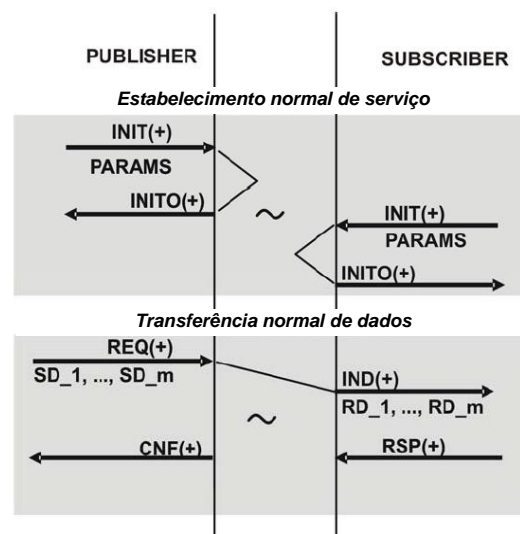 PUBLISHER
SUBSCRIBER
Estabelecimento normal de serviço
INIT(+)
PARAMS
INITO(+)
INIT(+)
PARAMS
INITO(+)
Transferência normal de dados
REQ(+)
SD_1, ..., SD_m
IND(+)
RD_1, ..., RD_m
CNF(+)
RSP(+)